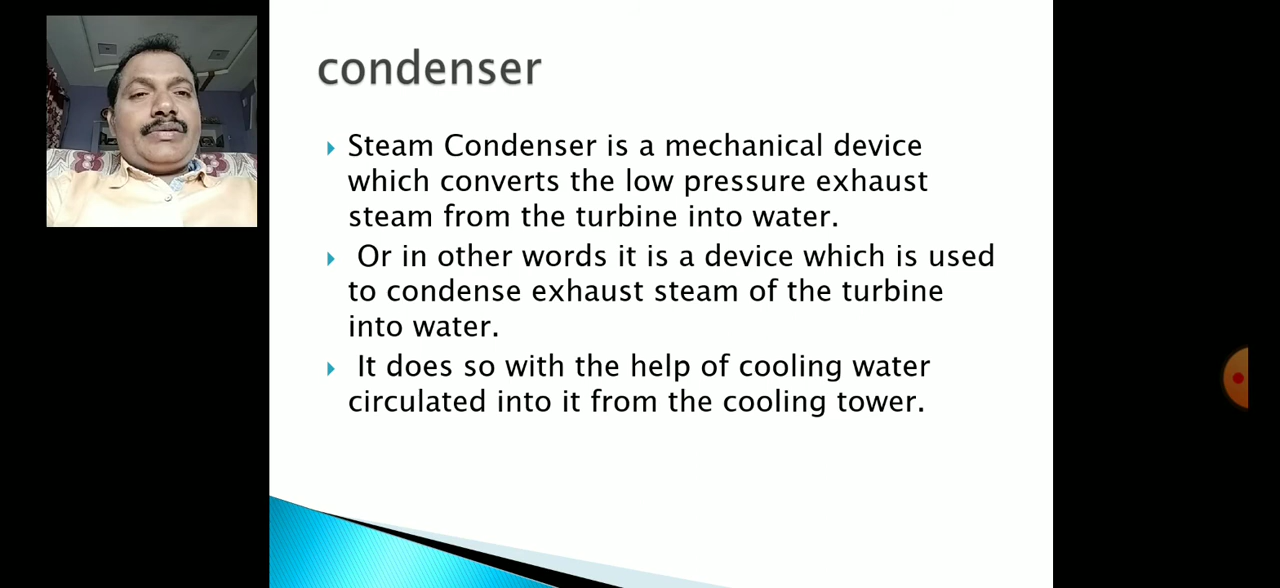 condenser
Steam Condenser is a mechanical device
which converts the low pressure exhaust
steam from the turbine into water.
Or in other words it is a device which is used
to condense exhaust steam of the turbine
into water.
It does so with the help of cooling water
circulated into it from the cooling tower.